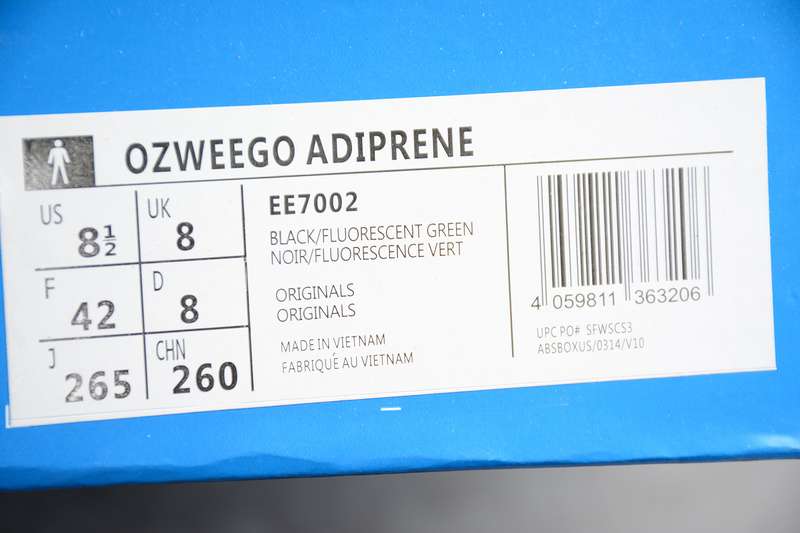 OZWEEGO ADIPRENE
US 8½
UK 8
F 42
D 8
J 265
CHN 260
EE7002
BLACK/FLUORESCENT GREEN
NOIR/FLUORESCENCE VERT
ORIGINALS
ORIGINALS
MADE IN VIETNAM
FABRIQUÉ AU VIETNAM
4 059811 363206
UPC PO# SFWSCS3
ABSBOXUS/0314/V10